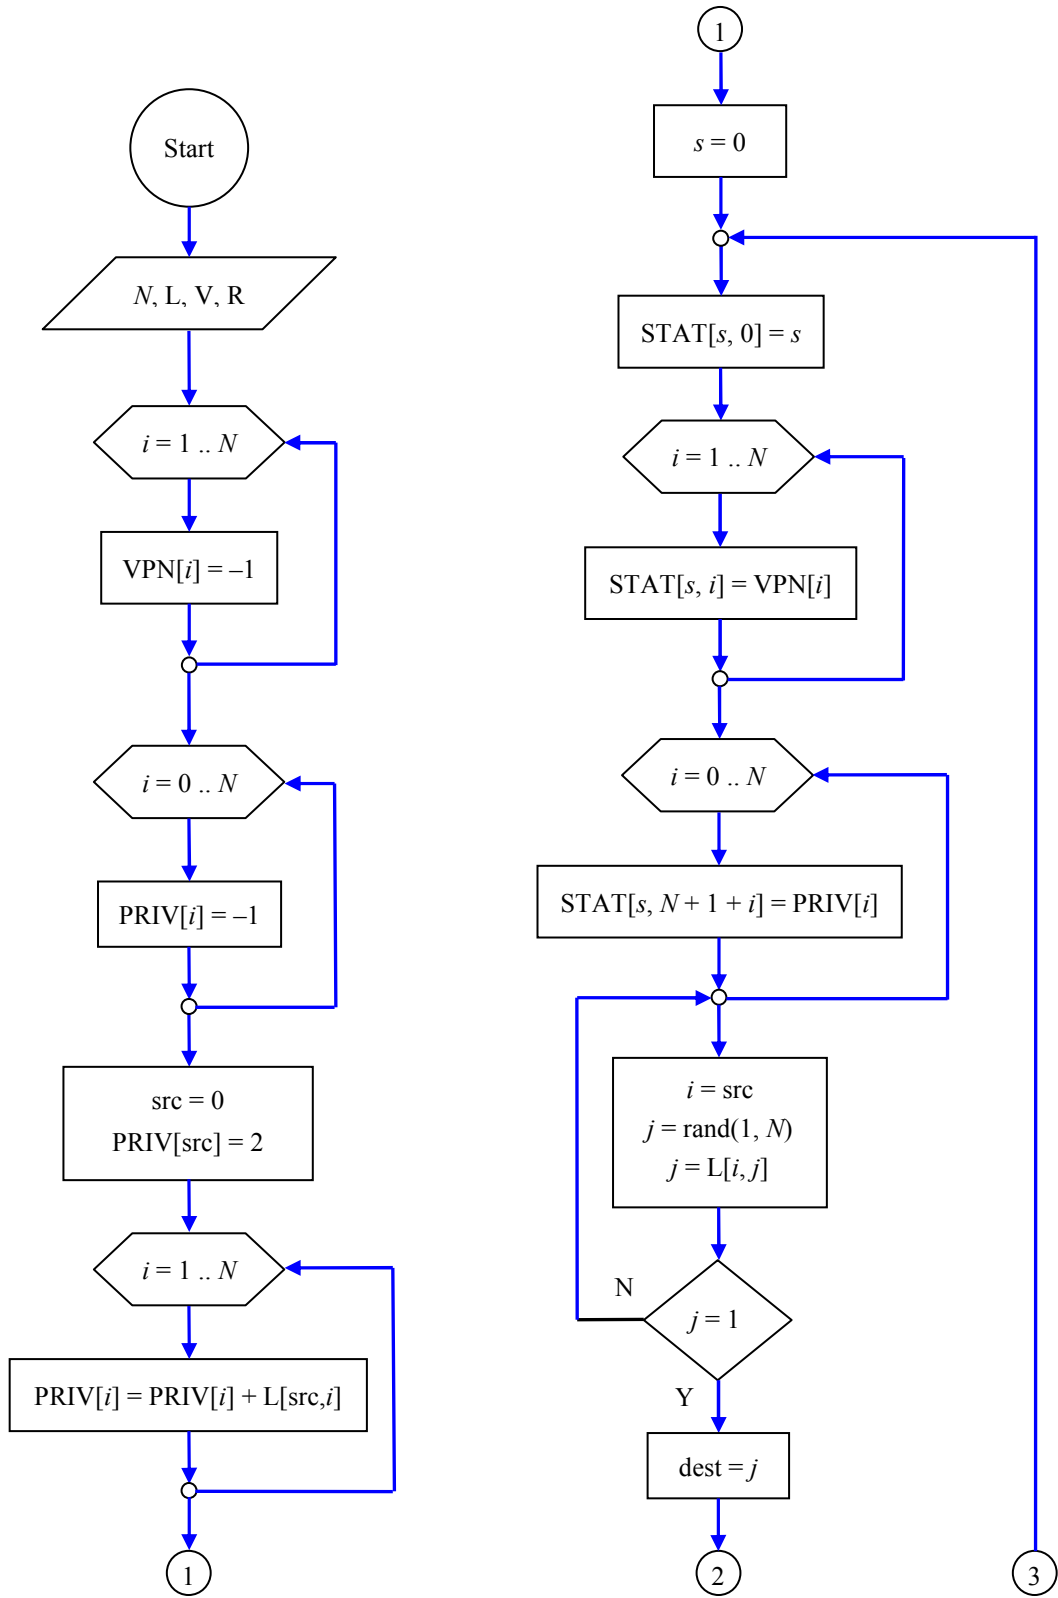 Start
N, L, V, R
i = 1 .. N
VPN[i] = –1
i = 0 .. N
PRIV[i] = –1
src = 0
PRIV[src] = 2
i = 1 .. N
PRIV[i] = PRIV[i] + L[src,i]
1
1
s = 0
STAT[s, 0] = s
i = 1 .. N
STAT[s, i] = VPN[i]
i = 0 .. N
STAT[s, N + 1 + i] = PRIV[i]
i = src
j = rand(1, N)
j = L[i, j]
N
j = 1
Y
dest = j
2
3